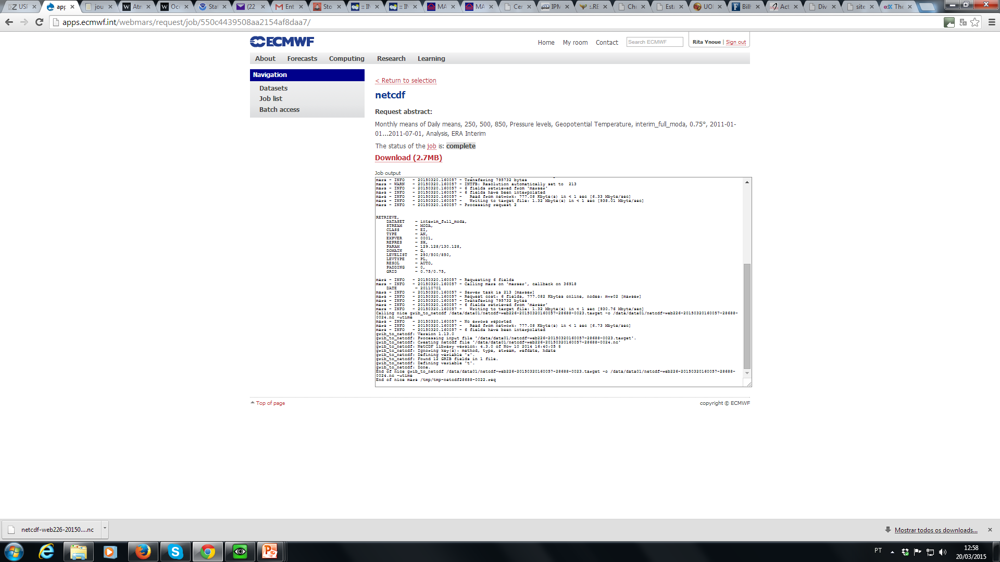 USP
app
jou
W Atm
W Oce
Stat
(22
Ent
Sto
:: IN
:: IN
MA
MA
Cer
IPM
:.RE
Chu
Esta
UOL
F Billb
Act
Div
site
edX The
apps.ecmwf.int/webmars/request/job/550c4439508aa2154af8daa7/
ECMWF
Home My room Contact Search ECMWF Rita Ynoue | Sign out
About Forecasts Computing Research Learning
Navigation
Datasets
Job list
Batch access
< Return to selection
netcdf
Request abstract:
Monthly means of Daily means, 250, 500, 850, Pressure levels, Geopotential Temperature, interim_full_moda, 0.75°, 2011-01-
01...2011-07-01, Analysis, ERA Interim
The status of the job is: complete
Download (2.7MB)
Job output
mars - INFO - 20150320.160057 - Transfering 795732 bytes
mars - WARN - 20150320.160057 - INTFB: Resolution automatically set to 213
mars - INFO - 20150320.160057 - 6 fields retrieved from 'marser'
mars - INFO - 20150320.160057 - 6 fields have been interpolated
mars - INFO - 20150320.160057 - Read from network: 777.08 Kbyte(s) in < 1 sec [6.33 Mbyte/sec]
mars - INFO - 20150320.160057 - Writing to target file: 1.32 Mbyte(s) in < 1 sec [938.01 Mbyte/sec]
mars - INFO - 20150320.160057 - Processing request 2
RETRIEVE,
DATASET = interim_full_moda,
STREAM = MODA,
CLASS = EI,
TYPE = AN,
EXPVER = 0001,
REPRES = SH,
PARAM = 129.128/130.128,
DOMAIN = G,
LEVELIST = 250/500/850,
LEVTYPE = PL,
RESOL = AUTO,
PADDING = 0,
GRID = 0.75/0.75,
mars - INFO - 20150320.160057 - Requesting 6 fields
mars - INFO - 20150320.160057 - Calling mars on 'marser', callback on 36918
DATE = 20110701
mars - INFO - 20150320.160057 - Server task is 213 [marser]
mars - INFO - 20150320.160057 - Request cost: 6 fields, 777.082 Kbytes online, nodes: mvr02 [marser]
mars - INFO - 20150320.160057 - Transfering 795732 bytes
mars - INFO - 20150320.160057 - 6 fields retrieved from 'marser'
mars - INFO - 20150320.160057 - Writing to target file: 1.32 Mbyte(s) in < 1 sec [930.76 Mbyte/sec]
Calling nice grib_to_netcdf /data/data01/netcdf-web226-20150320160057-28688-0023.target -o /data/data01/netcdf-web226-20150320160057-28688-
0024.nc -utime
mars - INFO - 20150320.160057 - No errors reported
mars - INFO - 20150320.160057 - Read from network: 777.08 Kbyte(s) in < 1 sec [6.73 Mbyte/sec]
mars - INFO - 20150320.160057 - 6 fields have been interpolated
grib_to_netcdf: Version 1.13.0
grib_to_netcdf: Processing input file '/data/data01/netcdf-web226-20150320160057-28688-0023.target'.
grib_to_netcdf: Creating netcdf file '/data/data01/netcdf-web226-20150320160057-28688-0024.nc'
grib_to_netcdf: NetCDF library version: 4.3.0 of Nov 10 2014 16:40:05 $
grib_to_netcdf: Ignoring key(s): method, type, stream, refdate, hdate
grib_to_netcdf: Defining variable 'z'.
grib_to_netcdf: Found 12 GRIB fields in 1 file.
grib_to_netcdf: Defining variable 't'.
grib_to_netcdf: Done.
End of nice grib_to_netcdf /data/data01/netcdf-web226-20150320160057-28688-0023.target -o /data/data01/netcdf-web226-20150320160057-28688-
0024.nc -utime
End of nice mars /tmp/tmp-netcdf28688-0022.req
Top of page
copyright © ECMWF
netcdf-web226-20150....nc
Mostrar todos os downloads...
PT
12:58
20/03/2015